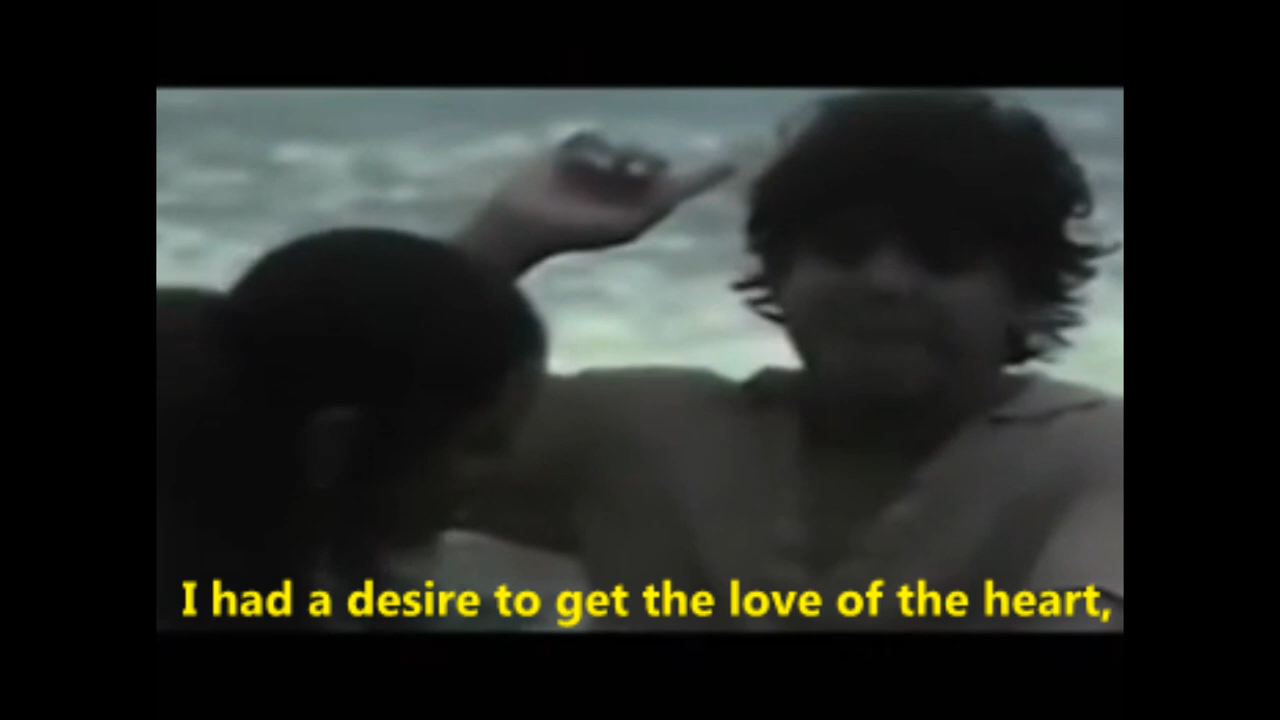 I had a desire to get the love of the heart,